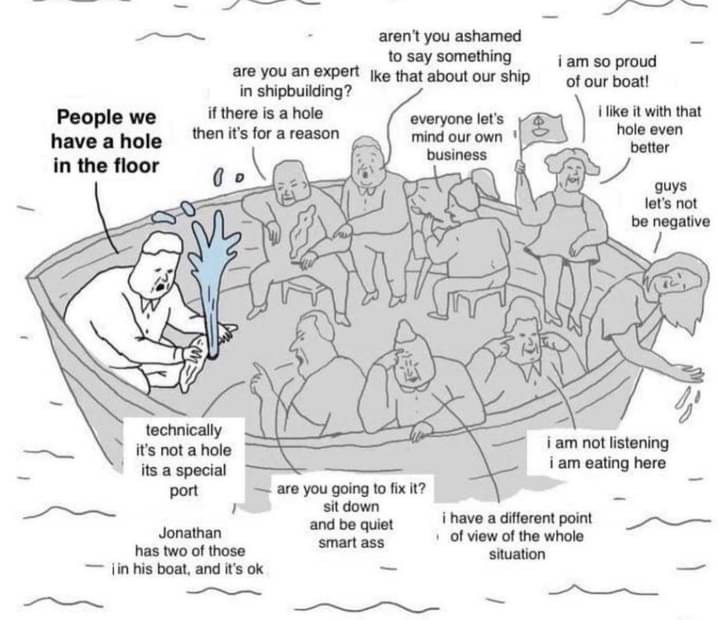 People we
have a hole
in the floor
are you an expert
in shipbuilding?
if there is a hole
then it's for a reason
aren't you ashamed
to say something
lke that about our ship
everyone let's
mind our own
business
i am so proud
of our boat!
i like it with that
hole even
better
guys
let's not
be negative
technically
it's not a hole
its a special
port
Jonathan
has two of those
in his boat, and it's ok
are you going to fix it?
sit down
and be quiet
smart ass
i have a different point
of view of the whole
situation
i am not listening
i am eating here